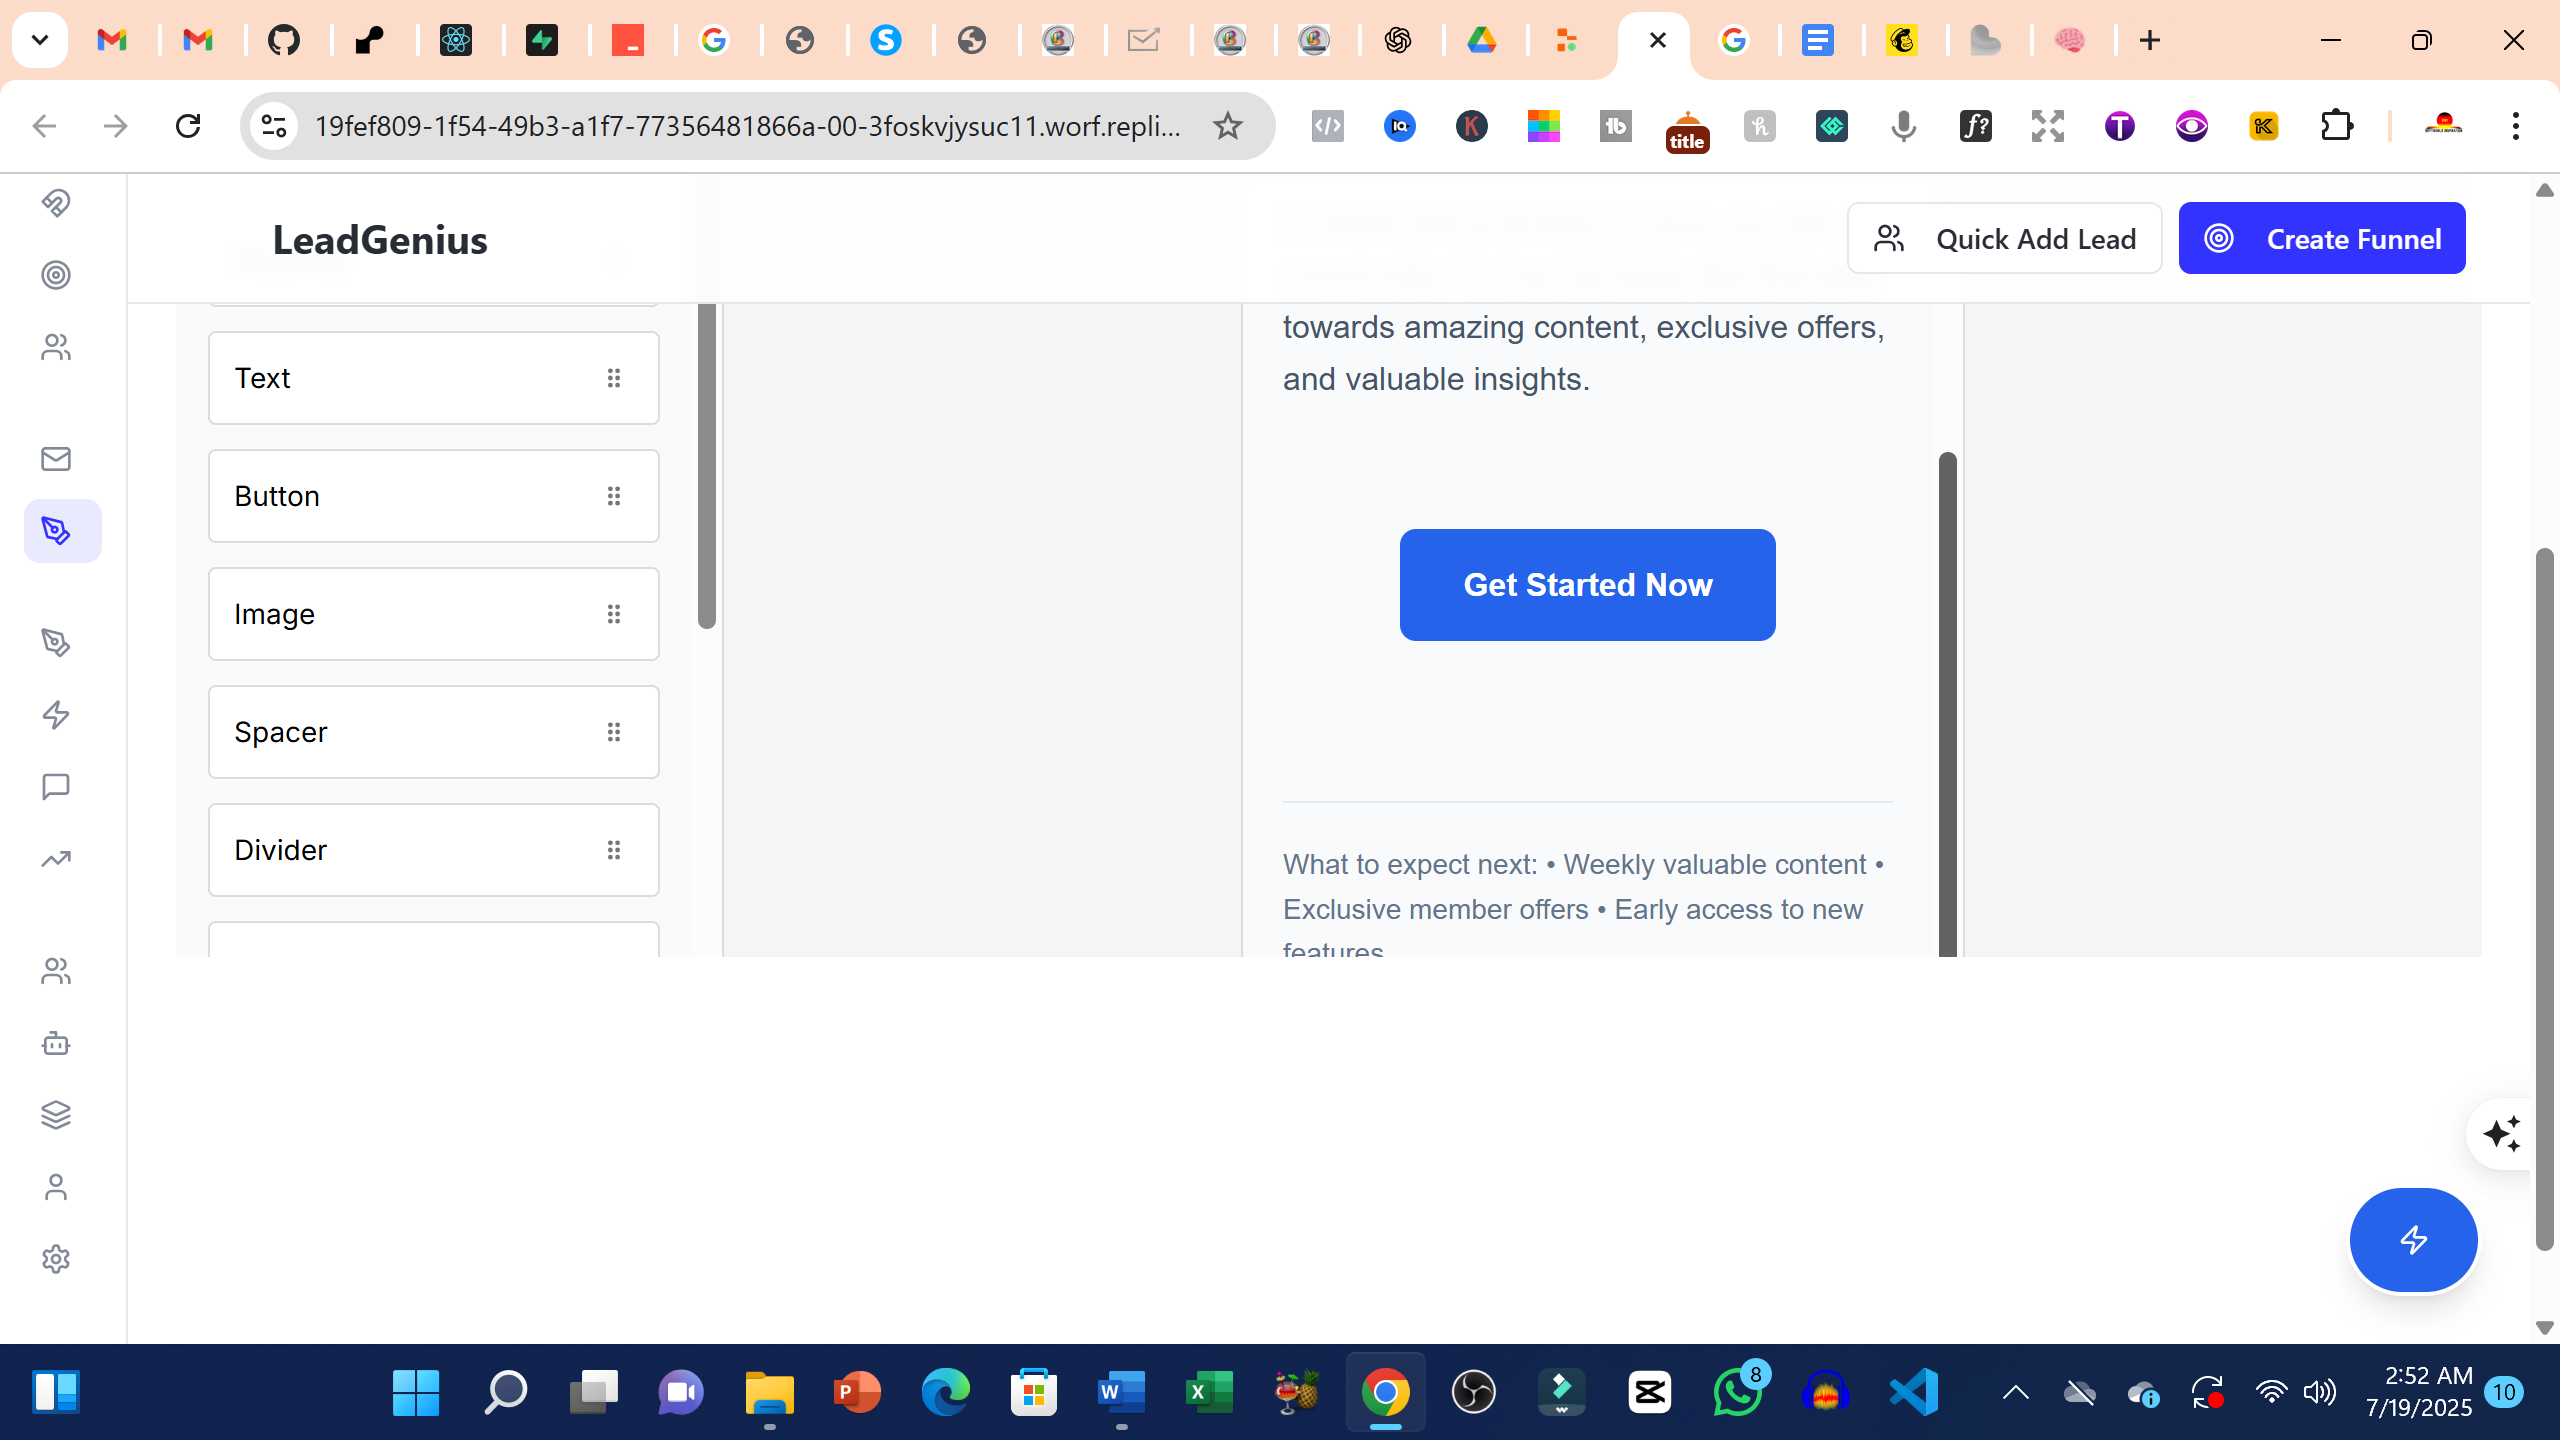 19fef809-1f54-49b3-a1f7-77356481866a-00-3foskvjysuc11.worf.repli...
title
LeadGenius
Quick Add Lead
Create Funnel
Text
Button
Image
Spacer
Divider
towards amazing content, exclusive offers,
and valuable insights.
Get Started Now
What to expect next: • Weekly valuable content •
Exclusive member offers • Early access to new
features
8
2:52 AM
7/19/2025
10